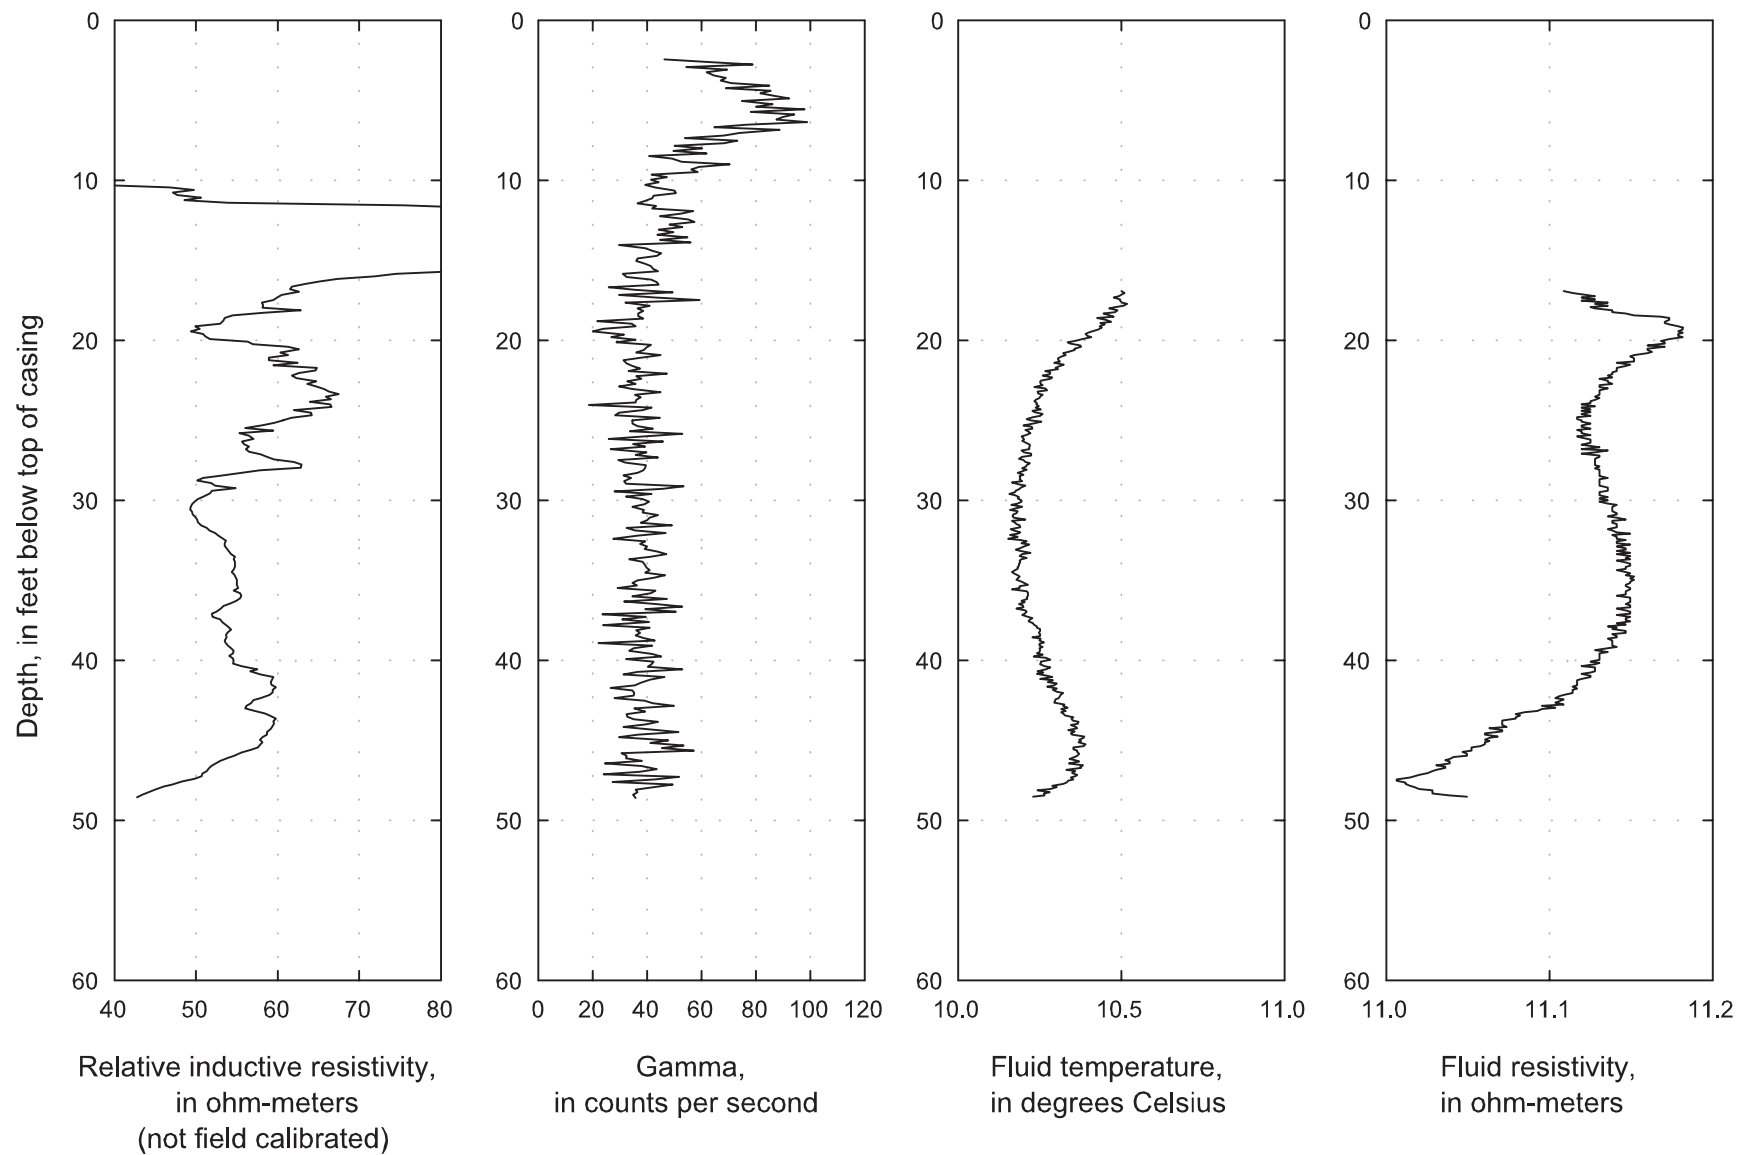 0
10
20
30
40
50
60
40 50 60 70 80
0
10
20
30
40
50
60
0 20 40 60 80 100 120
0
10
20
30
40
50
60
10.0 10.5 11.0
0
10
20
30
40
50
60
11.0 11.1 11.2
Depth, in feet below top of casing
Relative inductive resistivity,
in ohm-meters
(not field calibrated)
Gamma,
in counts per second
Fluid temperature,
in degrees Celsius
Fluid resistivity,
in ohm-meters